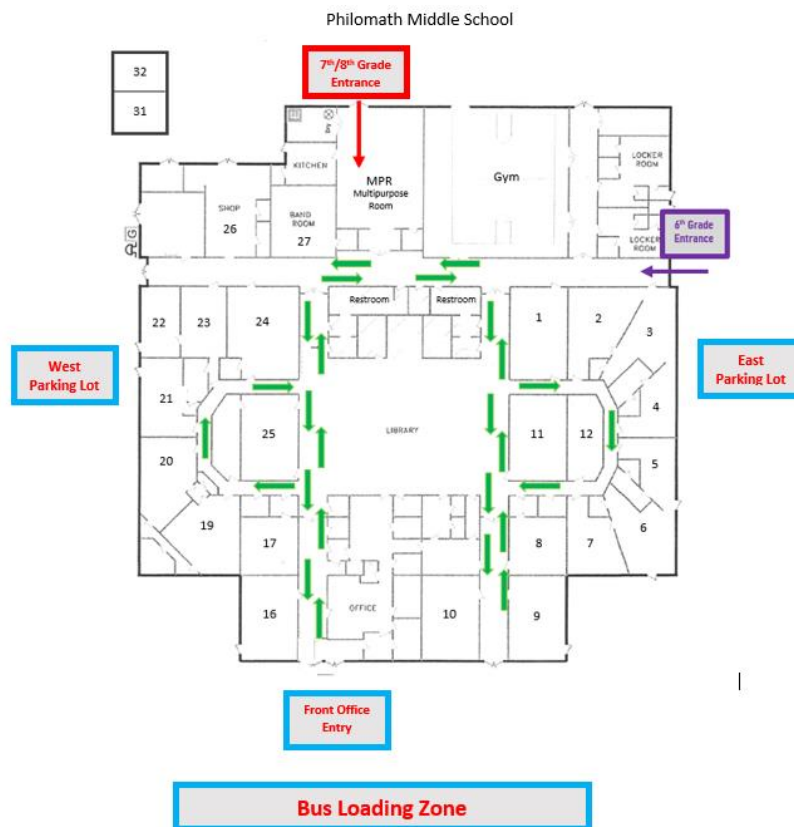 Philomath Middle School
32
31
7th/8th Grade
Entrance
Dry
KITCHEN
MPR
Multipurpose
Room
Gym
LOCKER
ROOM
SHOP
26
BAND
ROOM
27
LOCKER
ROOM
6th Grade
Entrance
G
Restroom
Restroom
22
23
24
1
2
3
West
Parking Lot
East
Parking Lot
21
4
25
LIBRARY
11
12
20
5
19
17
8
7
6
16
OFFICE
10
9
Front Office
Entry
Bus Loading Zone